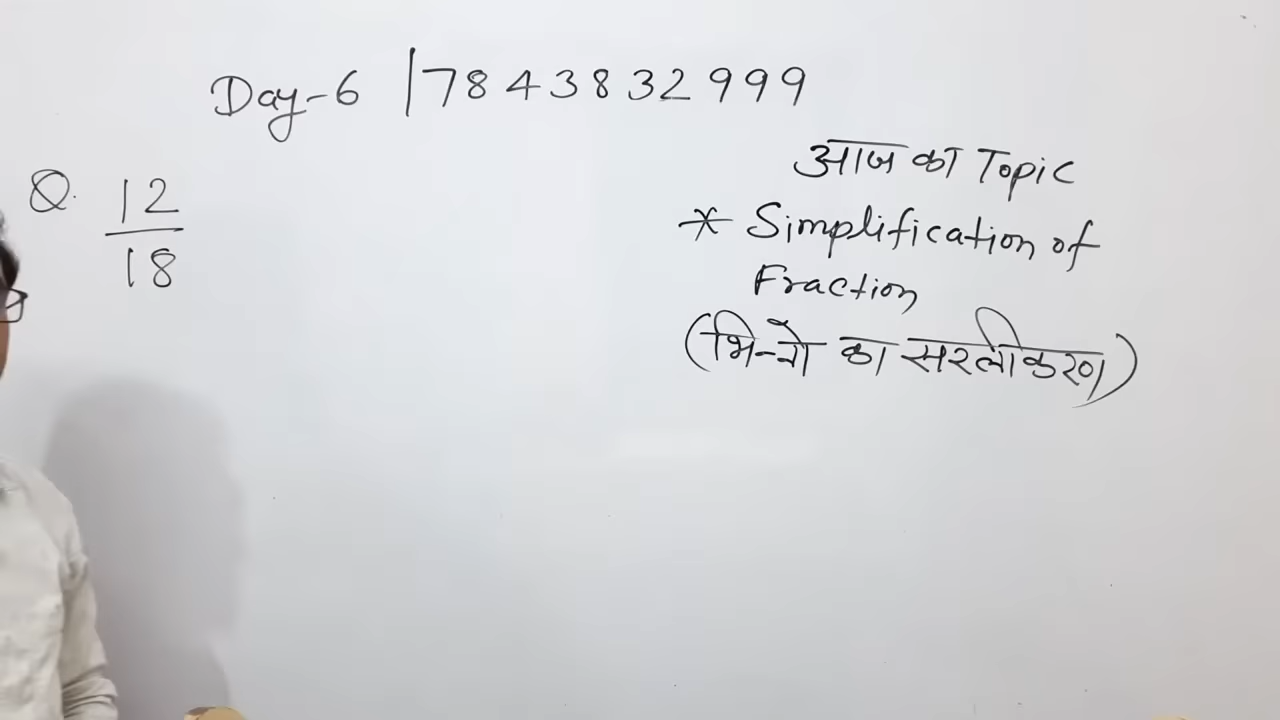 Day-6 | 7843832999
आज का Topic
Q. 12/18
* Simplification of
Fraction
(भिन्नो का सरलीकरण)